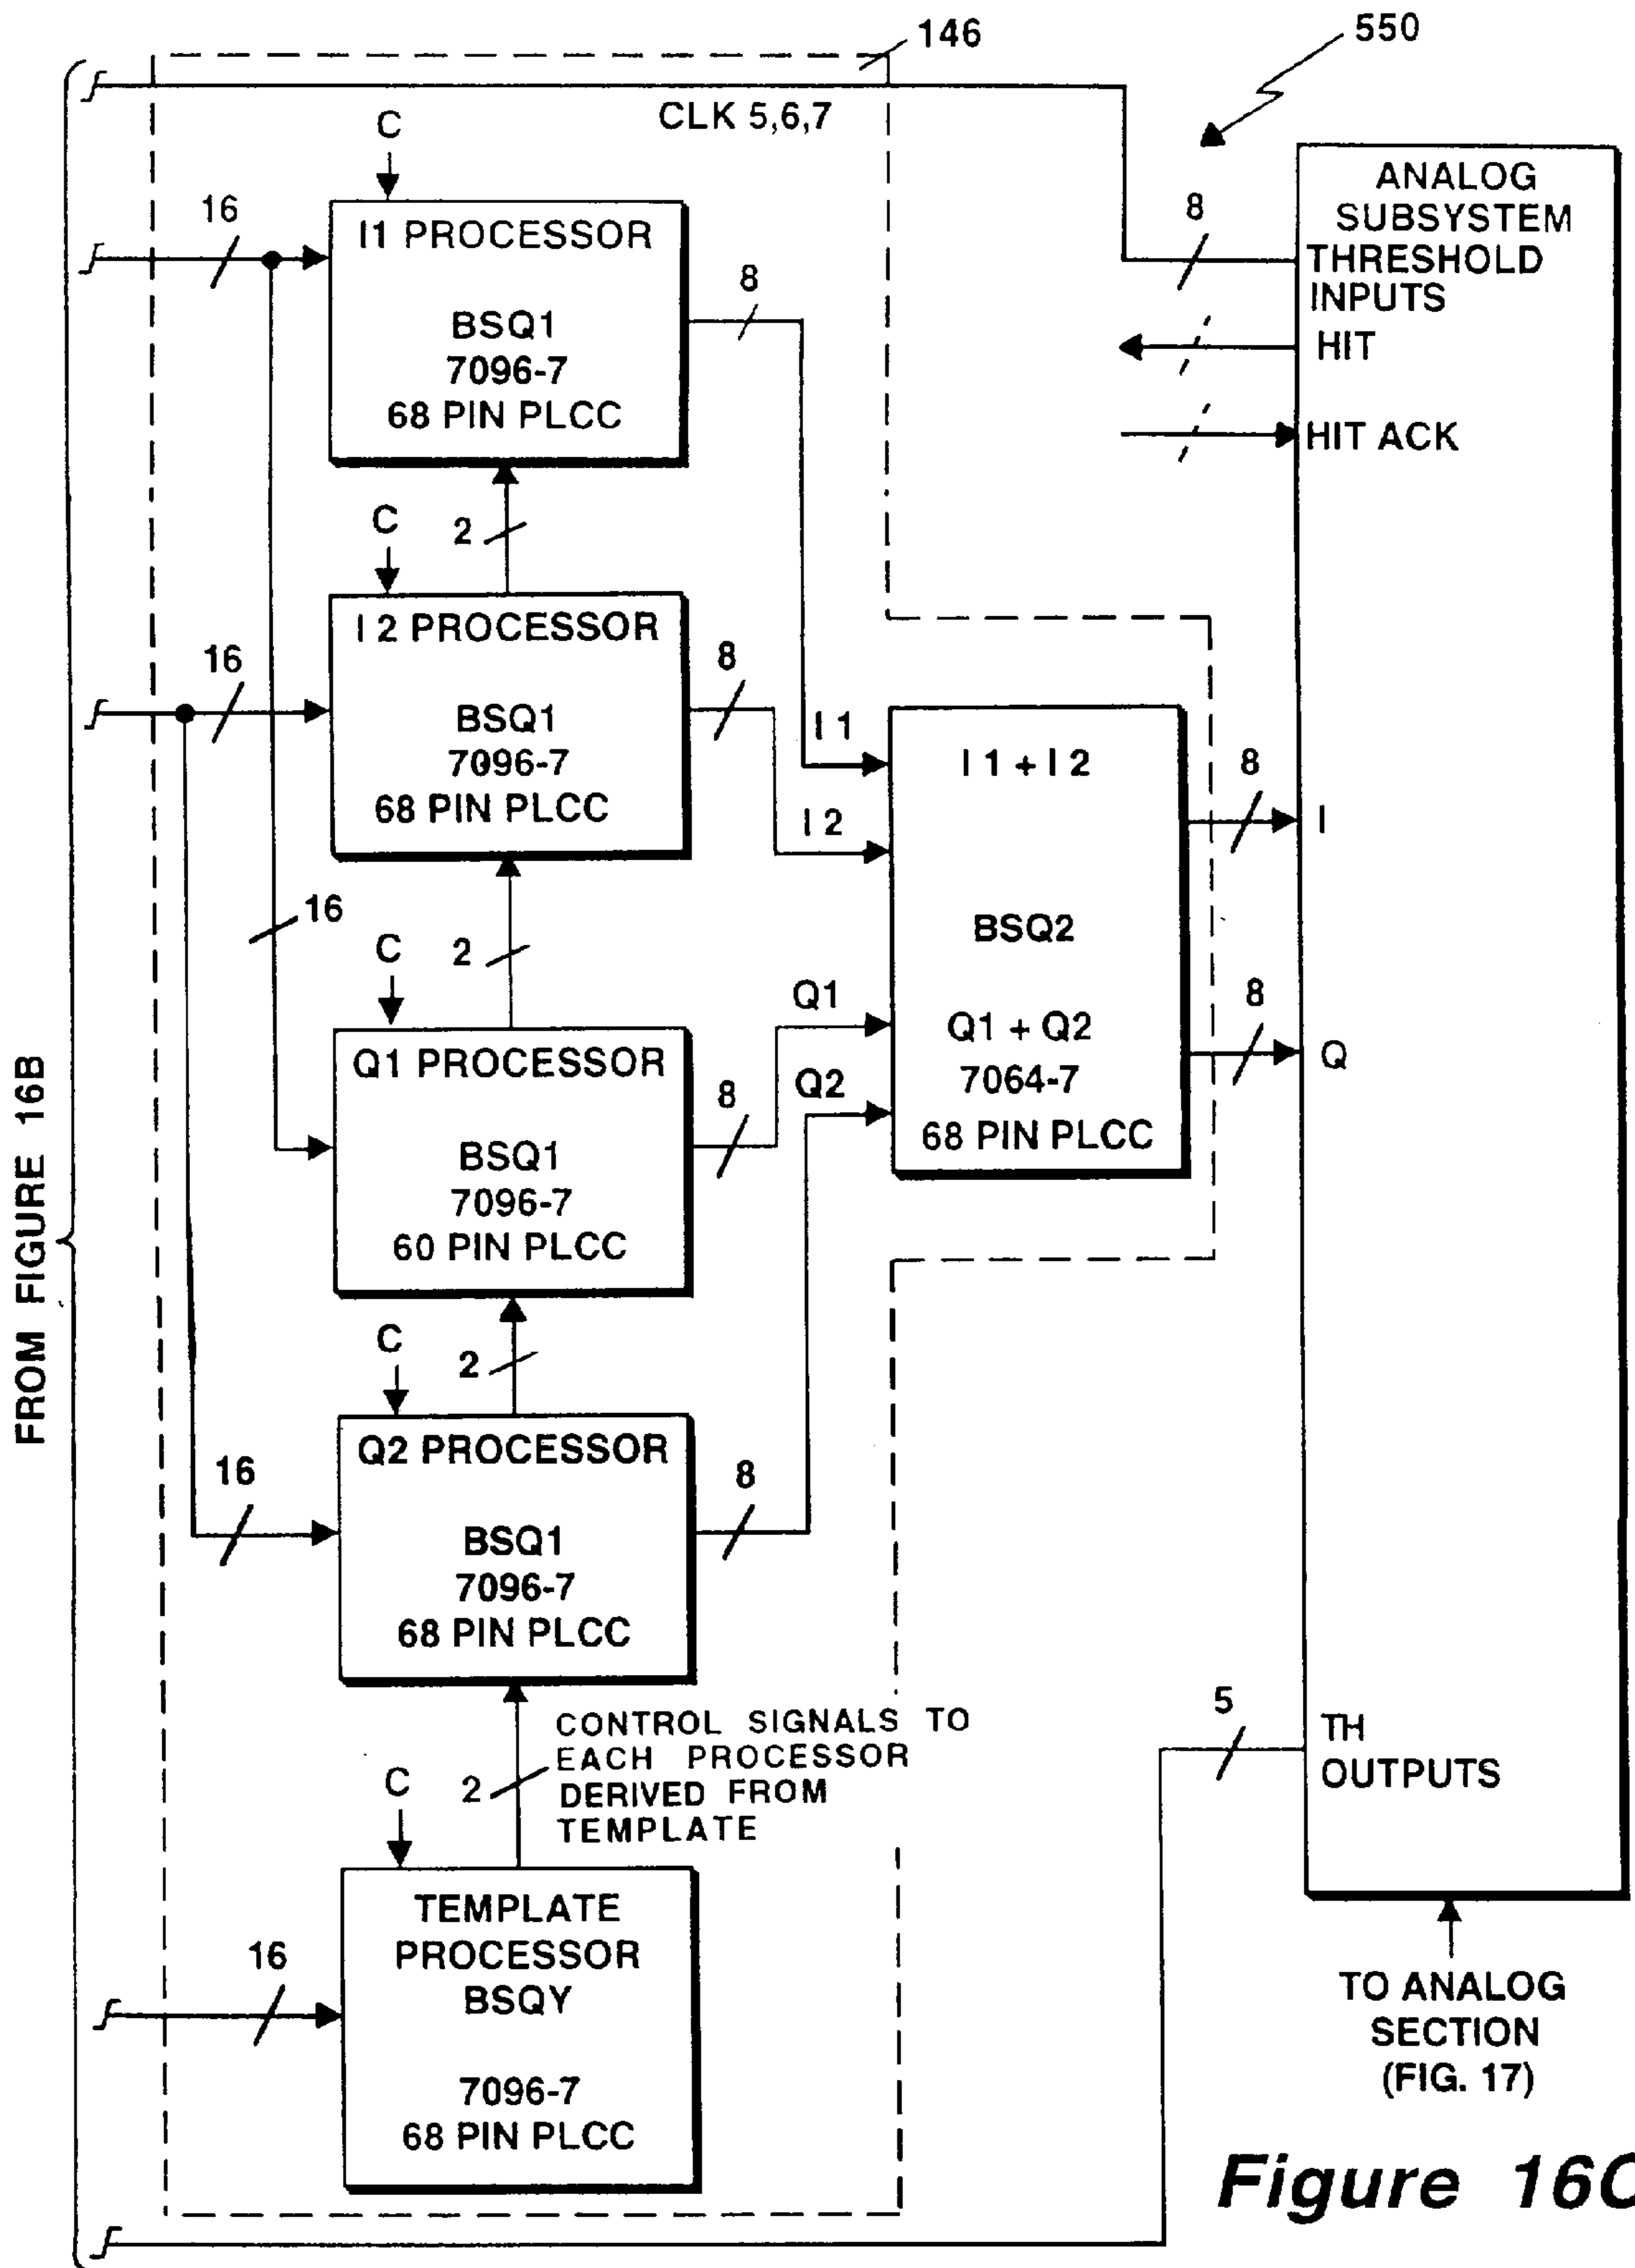 146
550
CLK 5,6,7
C
16
I1 PROCESSOR
BSQ1
7096-7
68 PIN PLCC
8
8
ANALOG
SUBSYSTEM
THRESHOLD
INPUTS
HIT
HIT ACK
2
C
16
I 2 PROCESSOR
BSQ1
7096-7
68 PIN PLCC
8
I 1
I 2
I 1 + I 2
BSQ2
Q1 + Q2
7064-7
68 PIN PLCC
8
I
8
Q
16
2
C
Q1 PROCESSOR
BSQ1
7096-7
60 PIN PLCC
8
Q1
Q2
FROM FIGURE 16B
2
C
16
Q2 PROCESSOR
BSQ1
7096-7
68 PIN PLCC
8
CONTROL SIGNALS TO
EACH PROCESSOR
DERIVED FROM
TEMPLATE
2
C
5
TH
OUTPUTS
16
TEMPLATE
PROCESSOR
BSQY
7096-7
68 PIN PLCC
TO ANALOG
SECTION
(FIG. 17)
Figure 16C